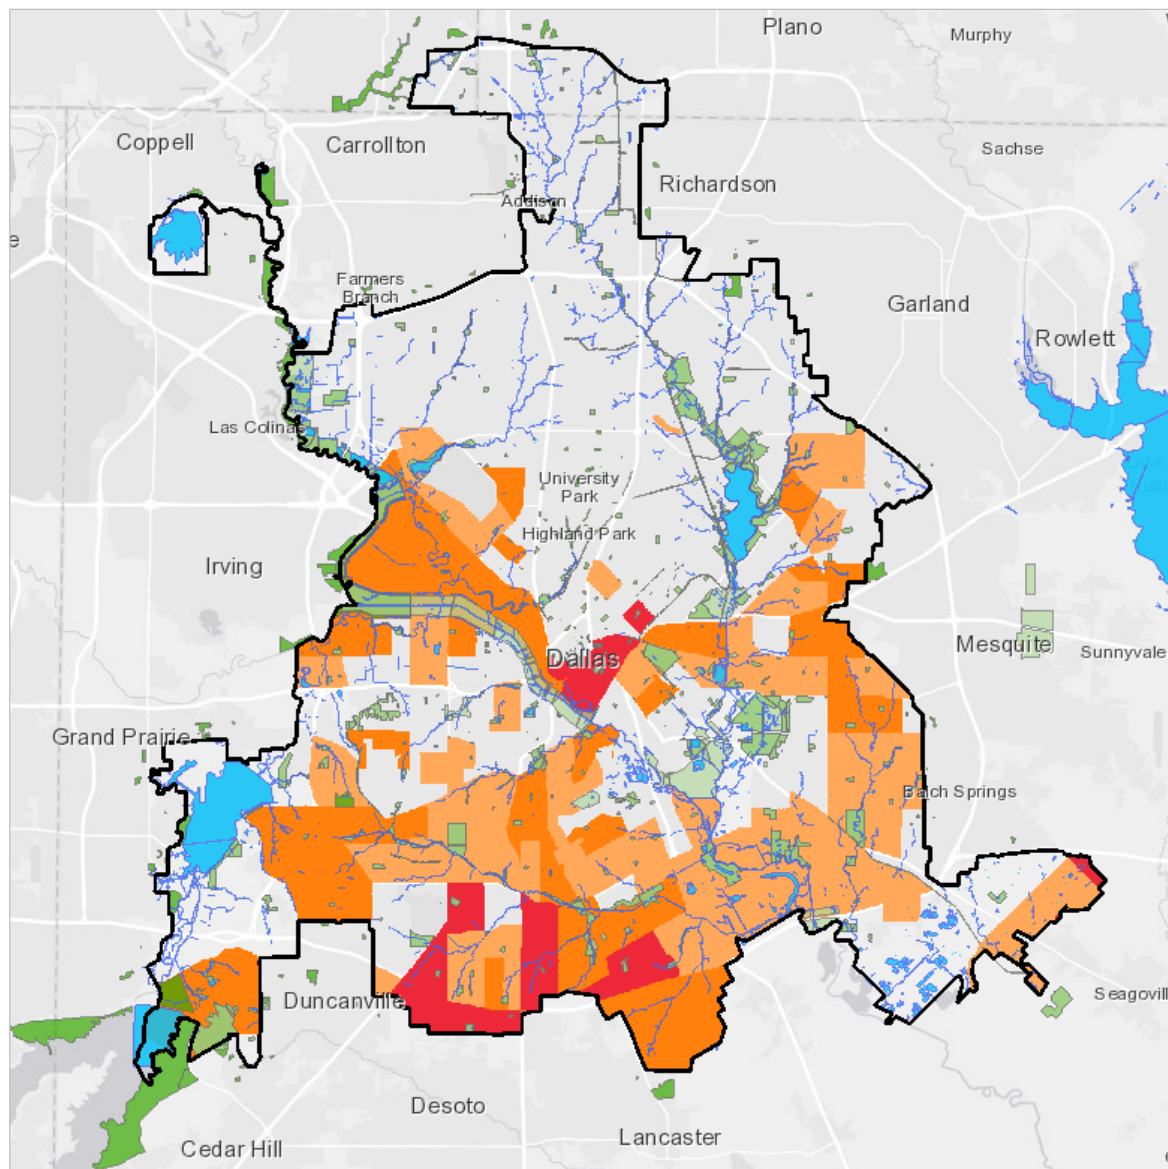 Plano
Murphy
Coppell
Carrollton
Sachse
Richardson
Addison
e
Farmers
Branch
Garland
Rowlett
Las Colinas
University
Park
Highland Park
Irving
Dallas
Mesquite
Sunnyvale
Grand Prairie
Balch Springs
Seagovill
Duncanville
Desoto
Lancaster
Cedar Hill